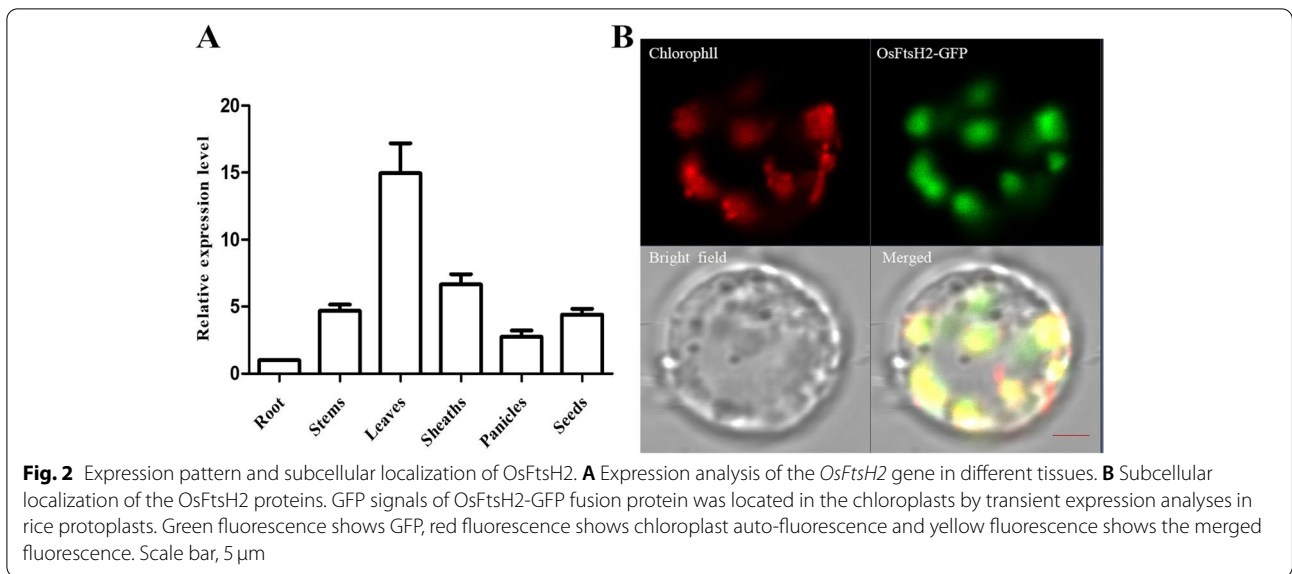 A
B
Relative expression level
20
15
10
5
0
Root
Stems
Leaves
Sheaths
Panicles
Seeds
Chlorophll
OsFtsH2-GFP
Bright field
Merged
Fig. 2 Expression pattern and subcellular localization of OsFtsH2. A Expression analysis of the OsFtsH2 gene in different tissues. B Subcellular
localization of the OsFtsH2 proteins. GFP signals of OsFtsH2-GFP fusion protein was located in the chloroplasts by transient expression analyses in
rice protoplasts. Green fluorescence shows GFP, red fluorescence shows chloroplast auto-fluorescence and yellow fluorescence shows the merged
fluorescence. Scale bar, 5 μm